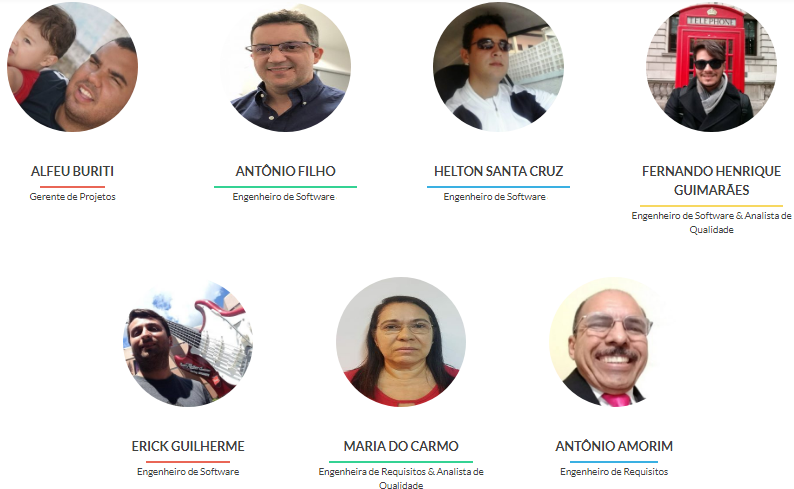 TELEPHONE
ALFEU BURITI
Gerente de Projetos
ANTÔNIO FILHO
Engenheiro de Software
HELTON SANTA CRUZ
Engenheiro de Software
FERNANDO HENRIQUE
GUIMARÃES
Engenheiro de Software & Analista de
Qualidade
ERICK GUILHERME
Engenheiro de Software
MARIA DO CARMO
Engenheira de Requisitos & Analista de
Qualidade
ANTÔNIO AMORIM
Engenheiro de Requisitos